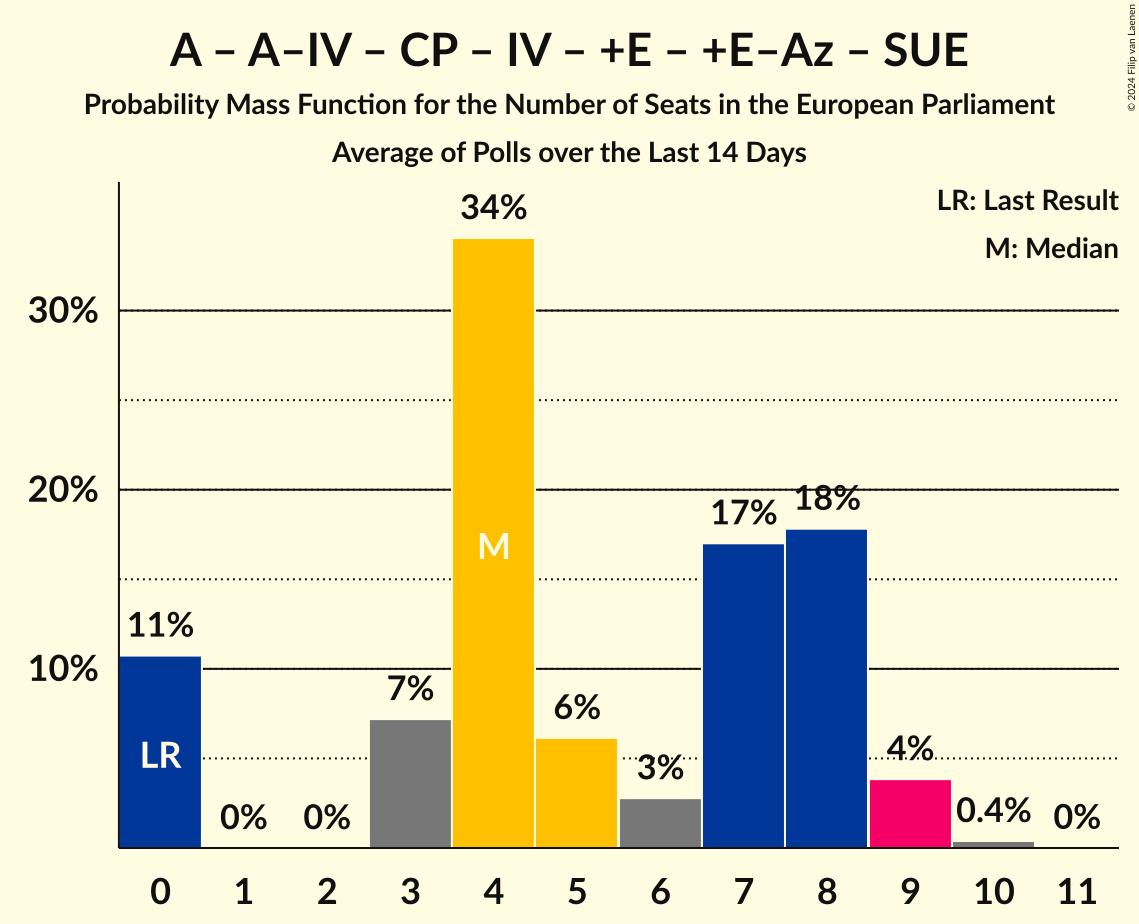 A – A–IV – CP – IV – +E – +E–Az – SUE
Probability Mass Function for the Number of Seats in the European Parliament
Average of Polls over the Last 14 Days
© 2024 Filip van Laenen
LR: Last Result
M: Median
34%
30%
20%
18%
17%
M
11%
10%
7%
6%
3%
4%
LR
0%
0%
0.4%
0%
0 1 2 3 4 5 6 7 8 9 10 11